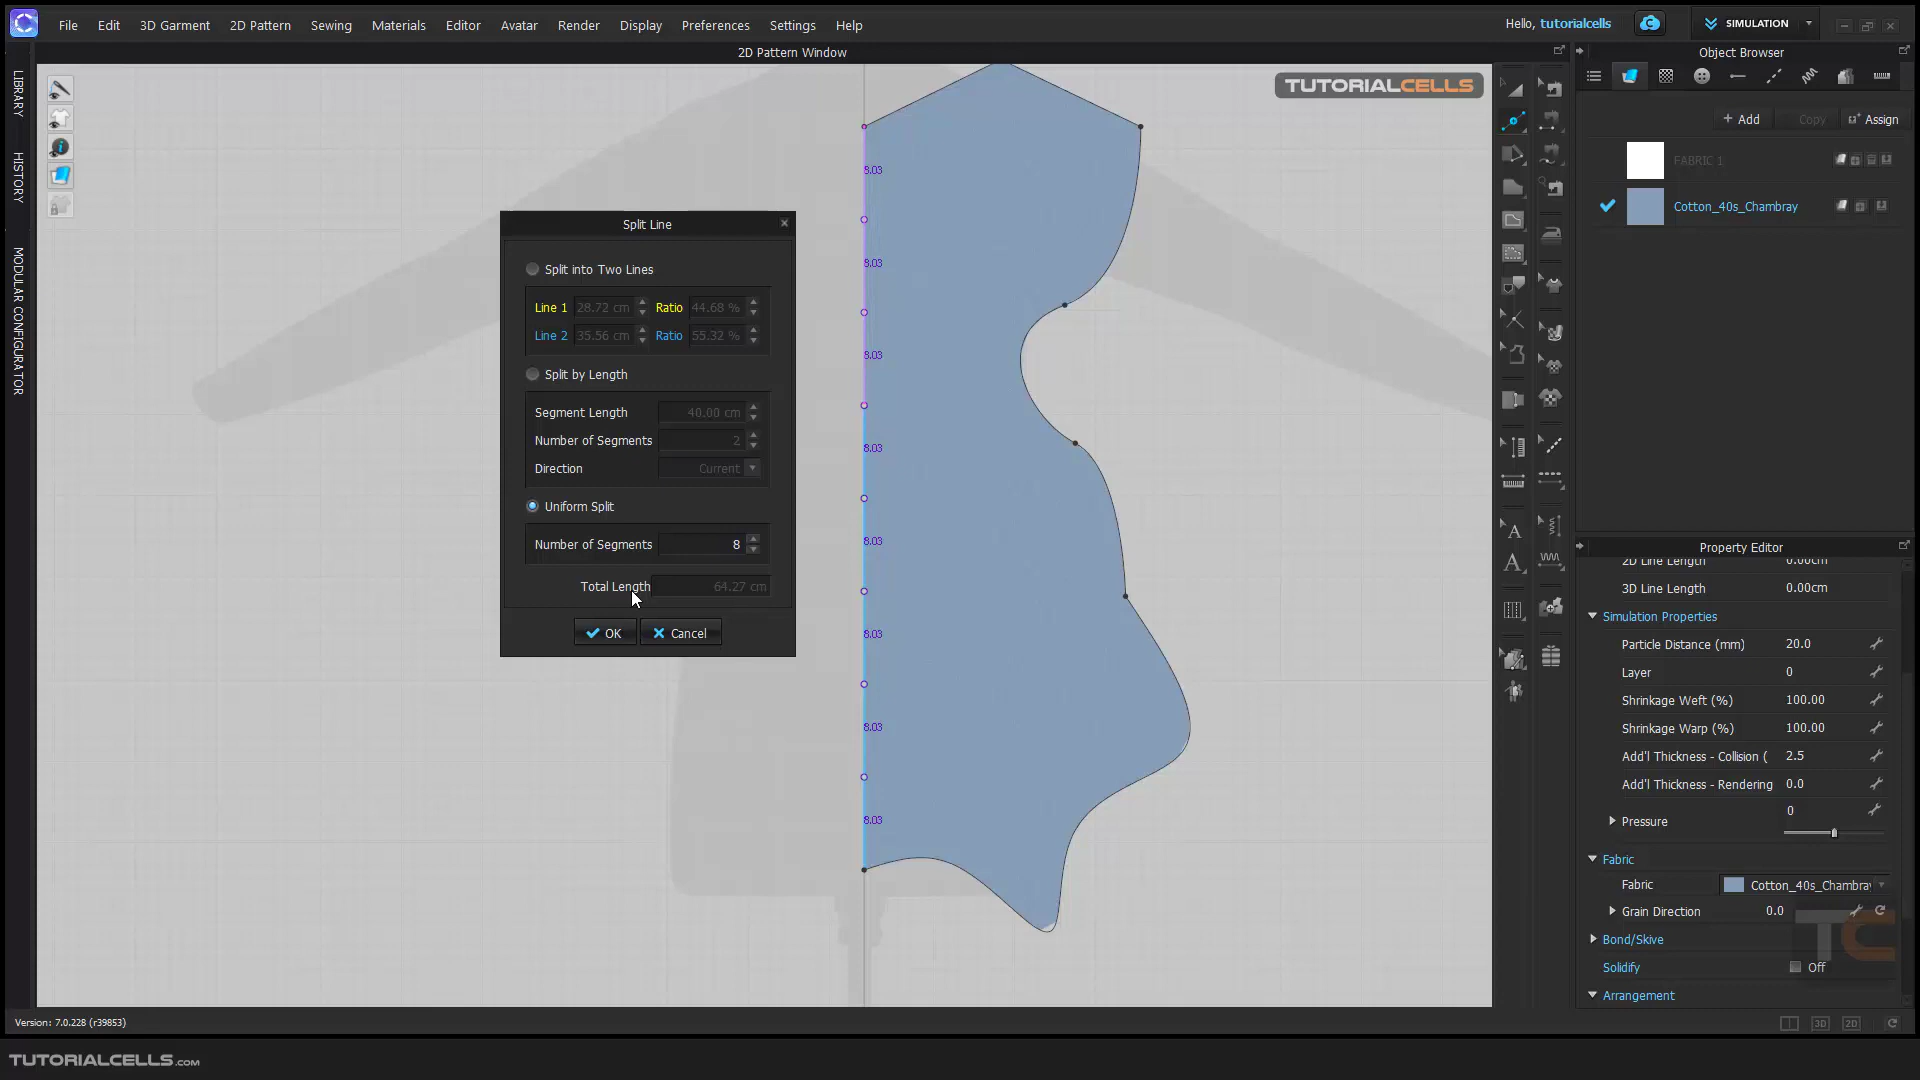 File Edit 3D Garment 2D Pattern Sewing Materials Editor Avatar Render Display Preferences Settings Help
Hello, tutorialcells
SIMULATION
2D Pattern Window
Object Browser
TUTORIALCELLS
LIBRARY
HISTORY
MODULAR CONFIGURATOR
+ Add Copy Assign
FABRIC 1
Cotton_40s_Chambray
Split Line
Split into Two Lines
Line 1 28.72 cm Ratio 44.68 %
Line 2 35.56 cm Ratio 55.32 %
Split by Length
Segment Length 40.00 cm
Number of Segments 2
Direction Current
Uniform Split
Number of Segments 8
Total Length 64.27 cm
OK Cancel
8.03
8.03
8.03
8.03
8.03
8.03
8.03
8.03
A
A
Property Editor
2D Line Length 0.00cm
3D Line Length 0.00cm
Simulation Properties
Particle Distance (mm) 20.0
Layer 0
Shrinkage Weft (%) 100.00
Shrinkage Warp (%) 100.00
Add'l Thickness - Collision ( 2.5
Add'l Thickness - Rendering 0.0
Pressure 0
Fabric
Fabric Cotton_40s_Chambray
Grain Direction 0.0
Bond/Skive
Solidify Off
Arrangement
TC
Version: 7.0.228 (r39853)
3D 2D
TUTORIALCELLS.com